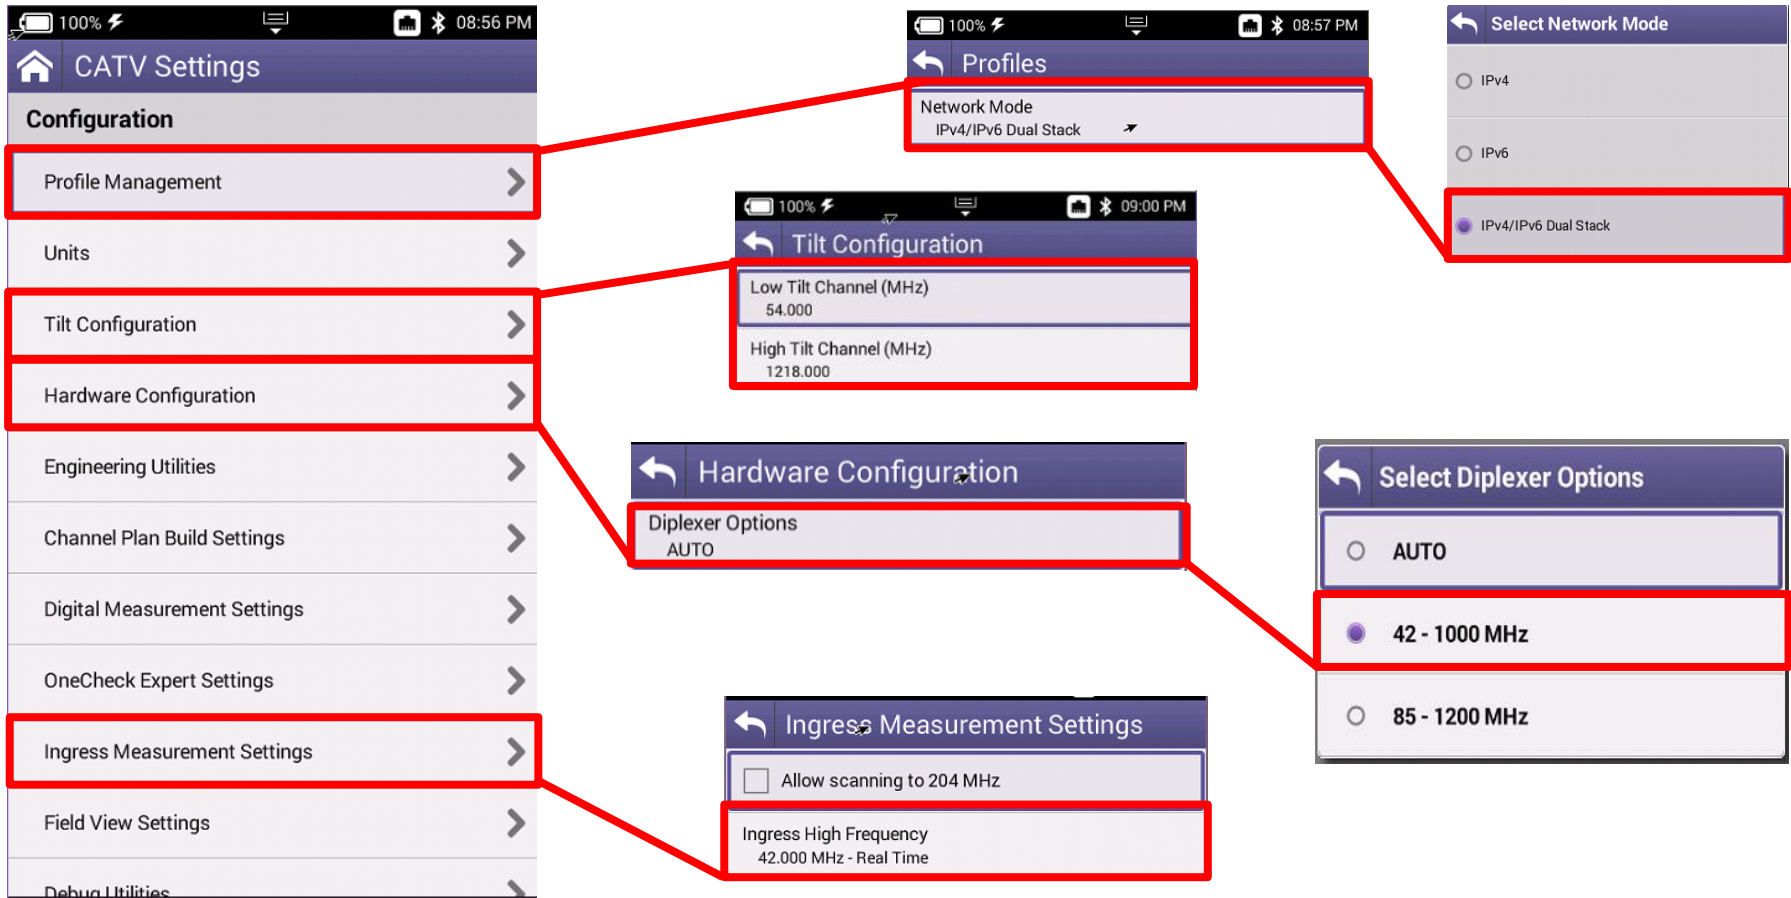 100%
08:56 PM
CATV Settings
Configuration
Profile Management
Units
Tilt Configuration
Hardware Configuration
Engineering Utilities
Channel Plan Build Settings
Digital Measurement Settings
OneCheck Expert Settings
Ingress Measurement Settings
Field View Settings
Debug Utilities
100%
08:57 PM
Profiles
Network Mode
IPv4/IPv6 Dual Stack
Select Network Mode
IPv4
IPv6
IPv4/IPv6 Dual Stack
100%
09:00 PM
Tilt Configuration
Low Tilt Channel (MHz)
54.000
High Tilt Channel (MHz)
1218.000
Hardware Configuration
Diplexer Options
AUTO
Select Diplexer Options
AUTO
42 - 1000 MHz
85 - 1200 MHz
Ingress Measurement Settings
Allow scanning to 204 MHz
Ingress High Frequency
42.000 MHz - Real Time